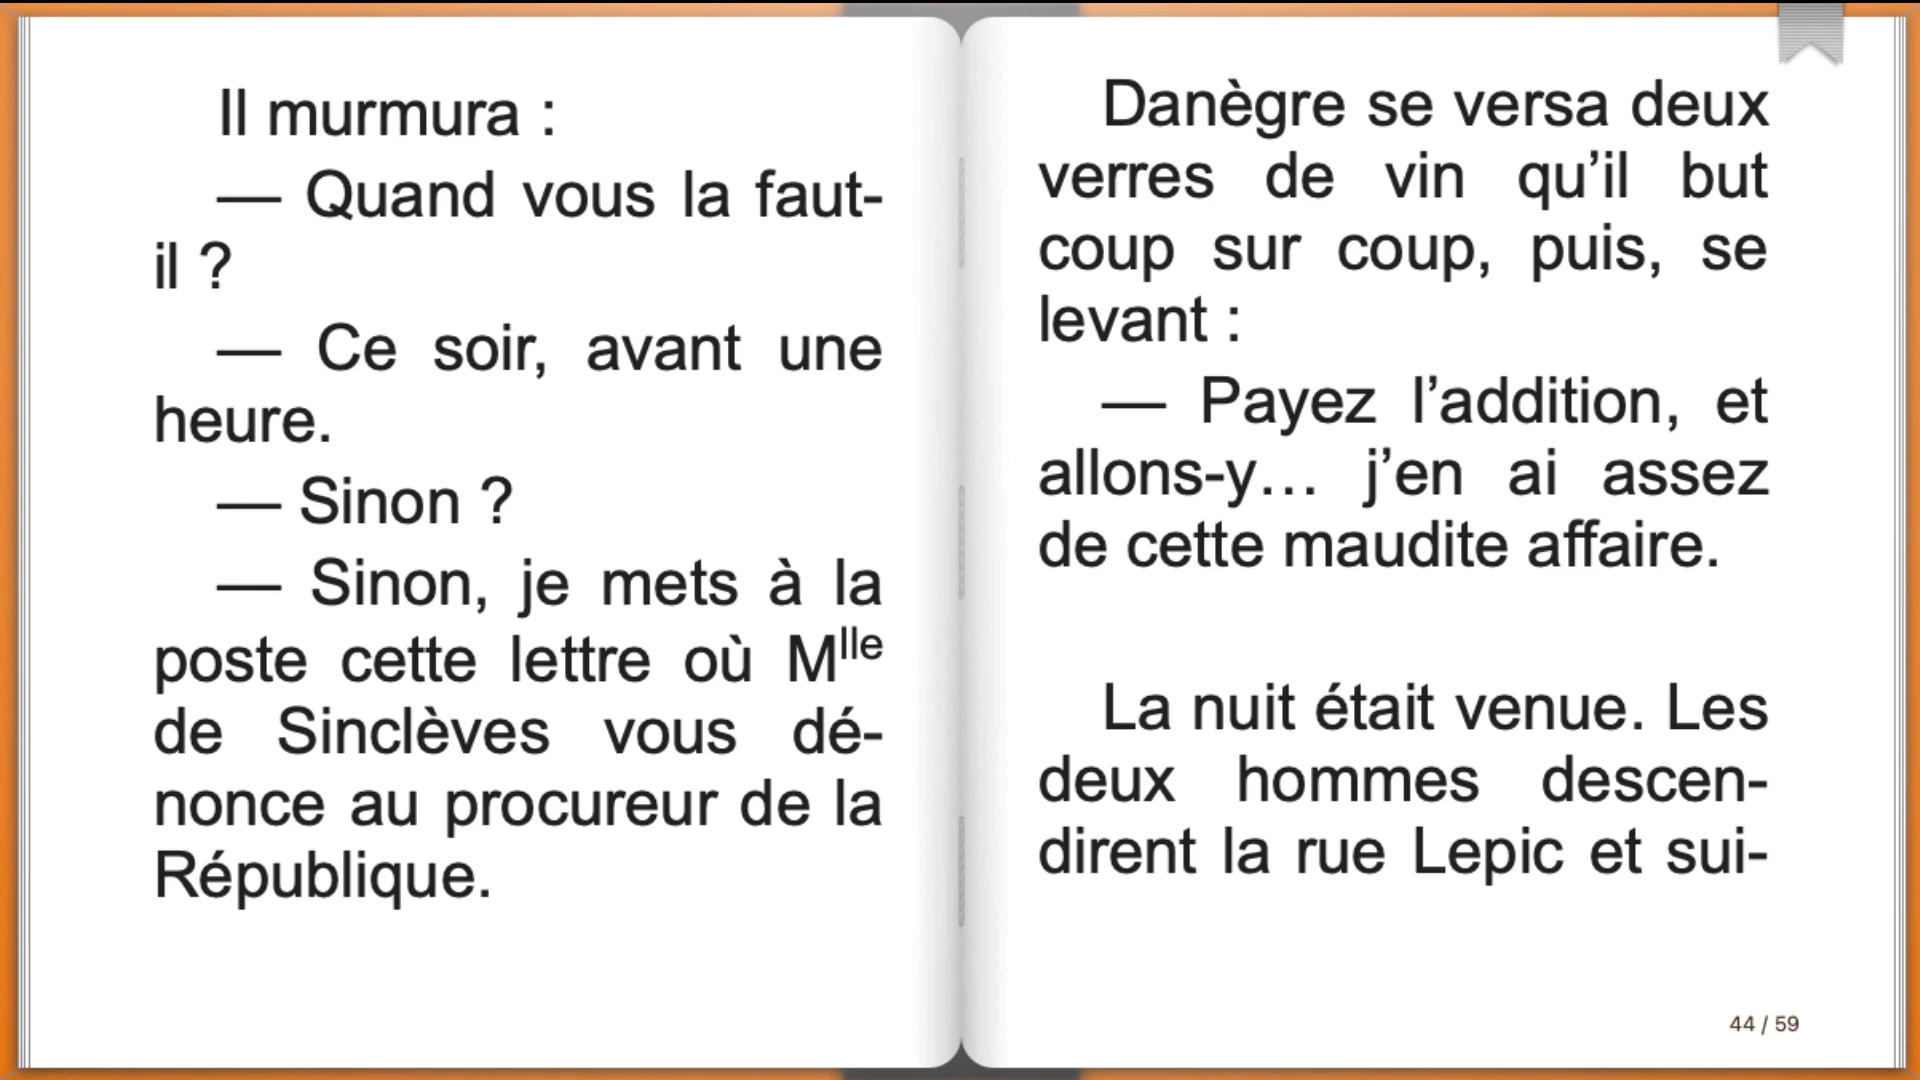 Il murmura :
— Quand vous la faut-
il ?
— Ce soir, avant une
heure.
— Sinon ?
— Sinon, je mets à la
poste cette lettre où Mlle
de Sinclèves vous dé-
nonce au procureur de la
République.
Danègre se versa deux
verres de vin qu’il but
coup sur coup, puis, se
levant :
— Payez l’addition, et
allons-y… j’en ai assez
de cette maudite affaire.
La nuit était venue. Les
deux hommes descen-
dirent la rue Lepic et sui-
44 / 59